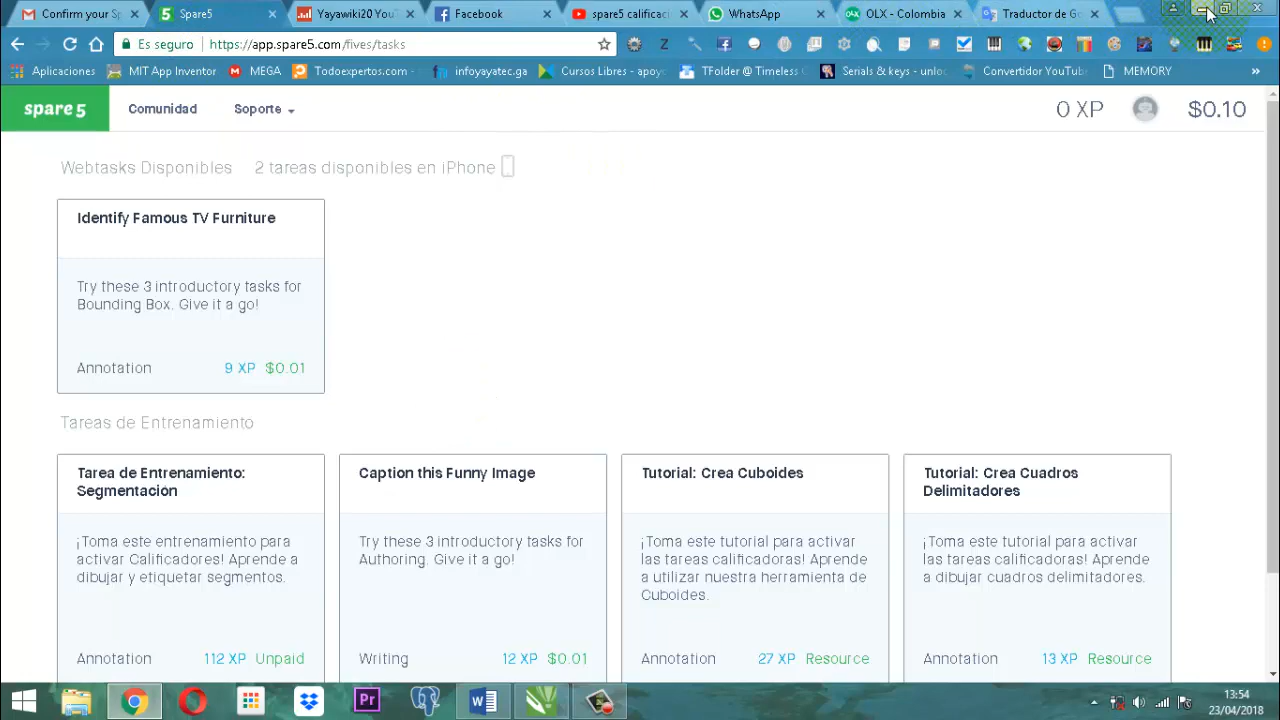 Confirm your Sp
Spare5
Yayawiki20 YouT
Facebook
spare5 calificaci
WhatsApp
OLX - Colombia
Traductor de Go
Es seguro
https://app.spare5.com/fives/tasks
Aplicaciones
MIT App Inventor
MEGA
Todoexpertos.com -
infoyayatec.ga
Cursos Libres - apoy
TFolder @ Timeless
Serials & keys - unloc
Convertidor YouTub
MEMORY
»
spare5
Comunidad
Soporte
0 XP
$0.10
Webtasks Disponibles
2 tareas disponibles en iPhone
Identify Famous TV Furniture
Try these 3 introductory tasks for
Bounding Box. Give it a go!
Annotation
9 XP
$0.01
Tareas de Entrenamiento
Tarea de Entrenamiento:
Segmentación
¡Toma este entrenamiento para
activar Calificadores! Aprende a
dibujar y etiquetar segmentos.
Annotation
112 XP
Unpaid
Caption this Funny Image
Try these 3 introductory tasks for
Authoring. Give it a go!
Writing
12 XP
$0.01
Tutorial: Crea Cuboides
¡Toma este tutorial para activar
las tareas calificadoras! Aprende
a utilizar nuestra herramienta de
Cuboides.
Annotation
27 XP
Resource
Tutorial: Crea Cuadros
Delimitadores
¡Toma este tutorial para activar
las tareas calificadoras! Aprende
a dibujar cuadros delimitadores.
Annotation
13 XP
Resource
Pr
13:54
23/04/2018